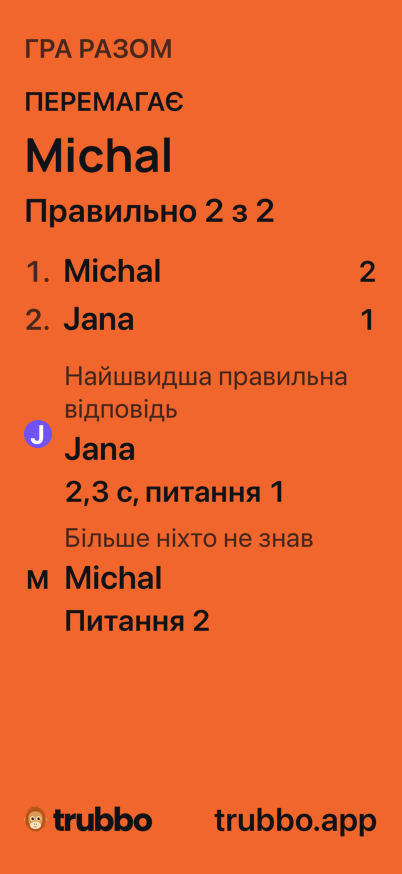 ГРА РАЗОМ
ПЕРЕМАГАЄ
Michal
Правильно 2 з 2
1. Michal 2
2. Jana 1
Найшвидша правильна
відповідь
J
Jana
2,3 с, питання 1
Більше ніхто не знав
M Michal
Питання 2
trubbo trubbo.app